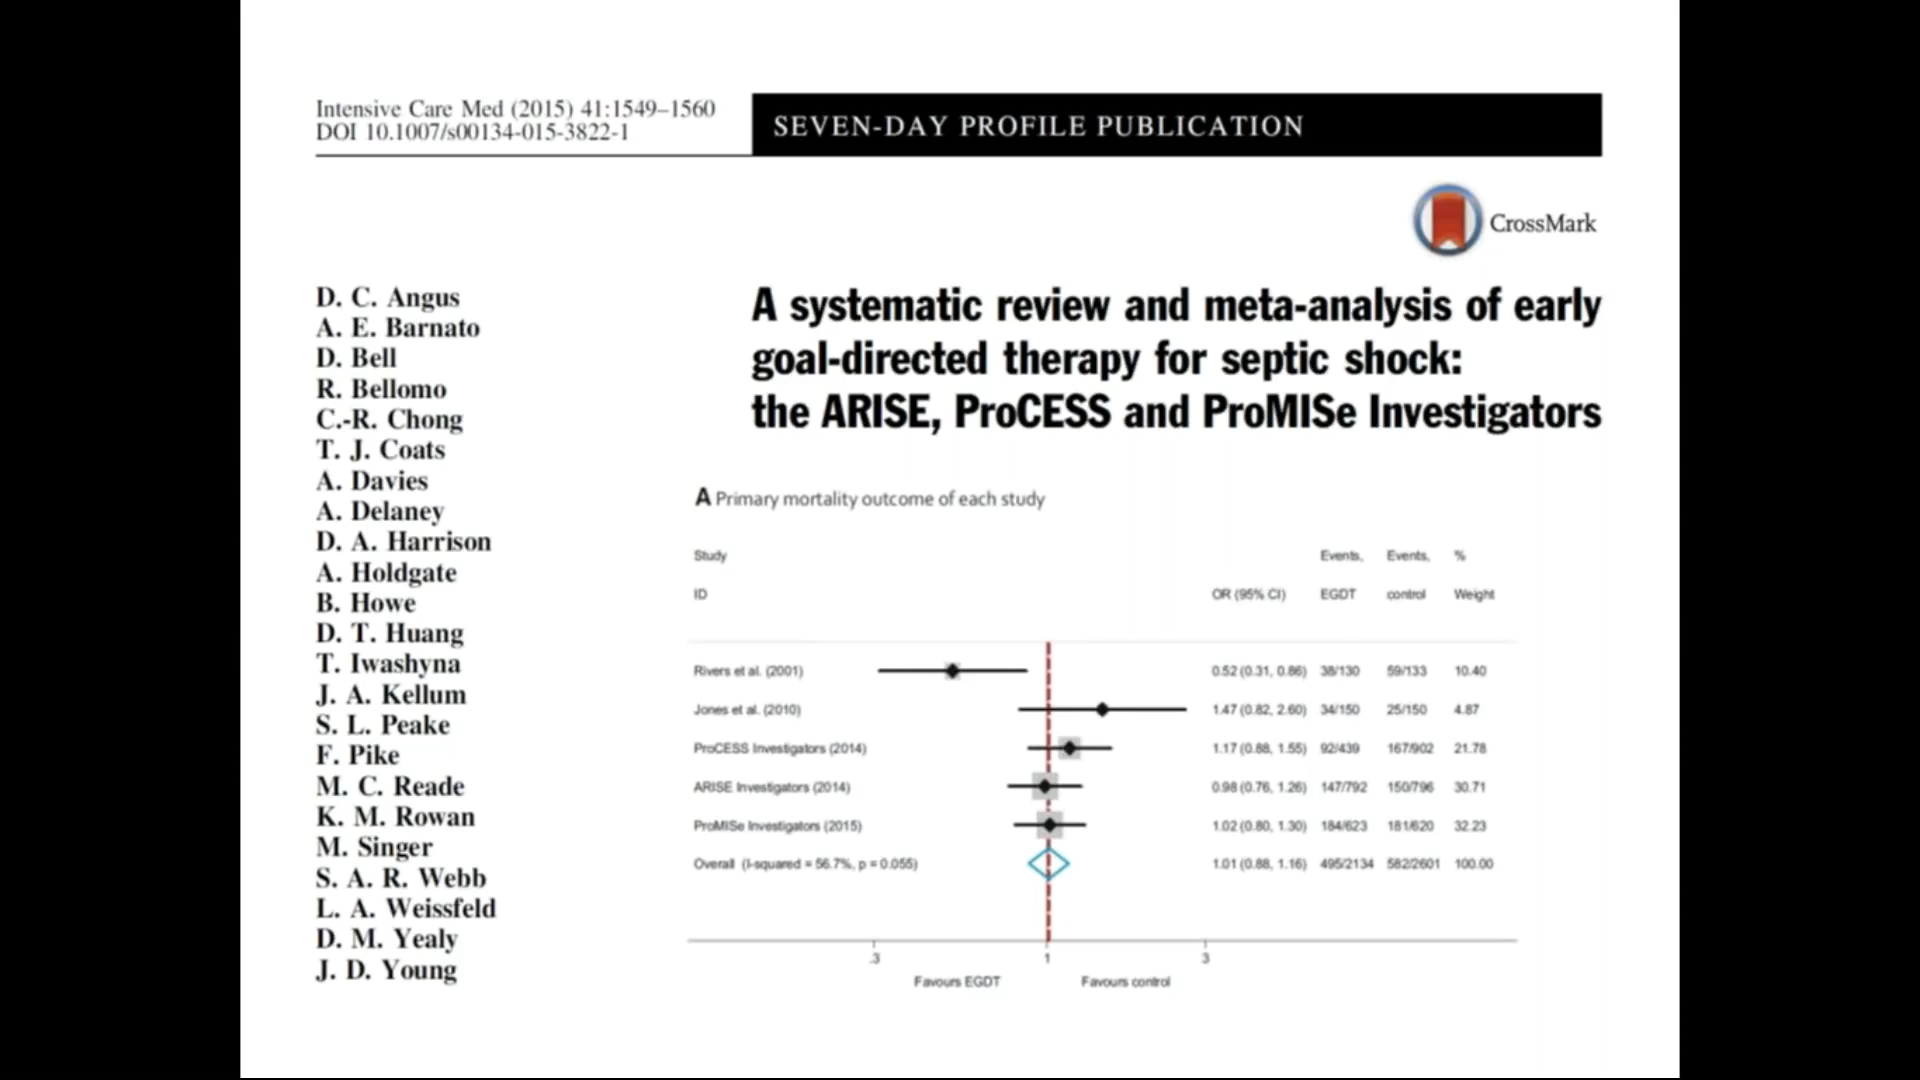 Intensive Care Med (2015) 41:1549–1560
DOI 10.1007/s00134-015-3822-1
SEVEN-DAY PROFILE PUBLICATION
CrossMark
D. C. Angus
A. E. Barnato
D. Bell
R. Bellomo
C.-R. Chong
T. J. Coats
A. Davies
A. Delaney
D. A. Harrison
A. Holdgate
B. Howe
D. T. Huang
T. Iwashyna
J. A. Kellum
S. L. Peake
F. Pike
M. C. Reade
K. M. Rowan
M. Singer
S. A. R. Webb
L. A. Weissfeld
D. M. Yealy
J. D. Young
A systematic review and meta-analysis of early
goal-directed therapy for septic shock:
the ARISE, ProCESS and ProMISe Investigators
A Primary mortality outcome of each study
Study Events, Events, %
ID OR (95% CI) EGDT control Weight
Rivers et al. (2001) 0.52 (0.31, 0.86) 38/130 59/133 10.40
Jones et al. (2010) 1.47 (0.82, 2.60) 34/150 25/150 4.87
ProCESS Investigators (2014) 1.17 (0.88, 1.55) 92/439 167/902 21.78
ARISE Investigators (2014) 0.98 (0.76, 1.26) 147/792 150/796 30.71
ProMISe Investigators (2015) 1.02 (0.80, 1.30) 184/623 181/620 32.23
Overall (I-squared = 56.7%, p = 0.055) 1.01 (0.88, 1.16) 495/2134 582/2601 100.00
.3 1 3
Favours EGDT Favours control